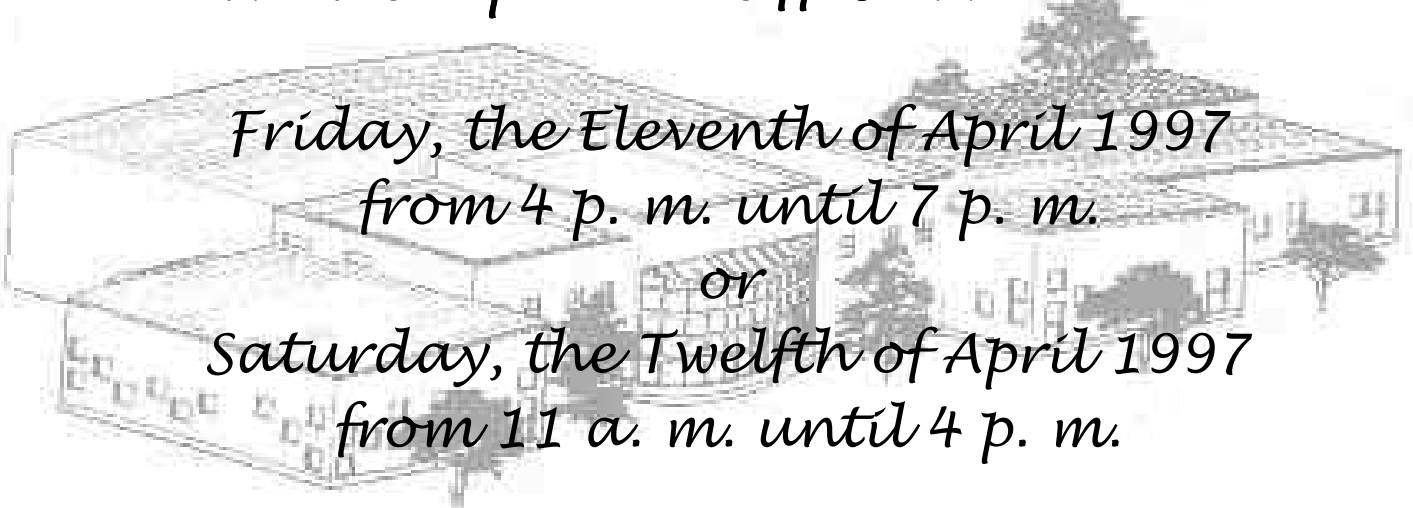 Friday, the Eleventh of April 1997
from 4 p. m. until 7 p. m.
or
Saturday, the Twelfth of April 1997
from 11 a. m. until 4 p. m.